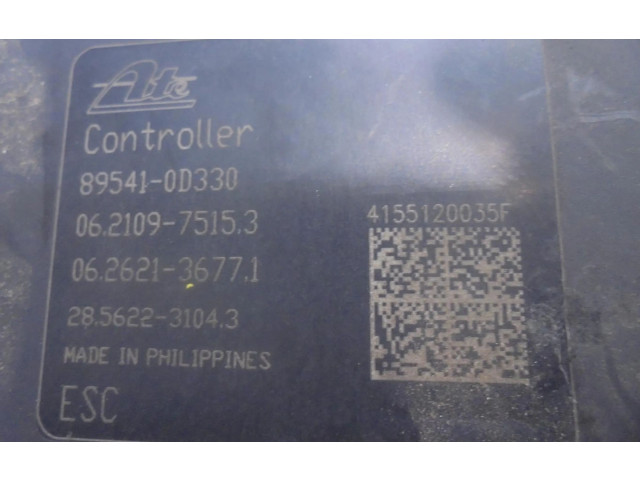 Ate
Controller
89541-0D330
06.2109-7515.3
06.2621-3677.1
28.5622-3104.3
MADE IN PHILIPPINES
ESC
4155120035F